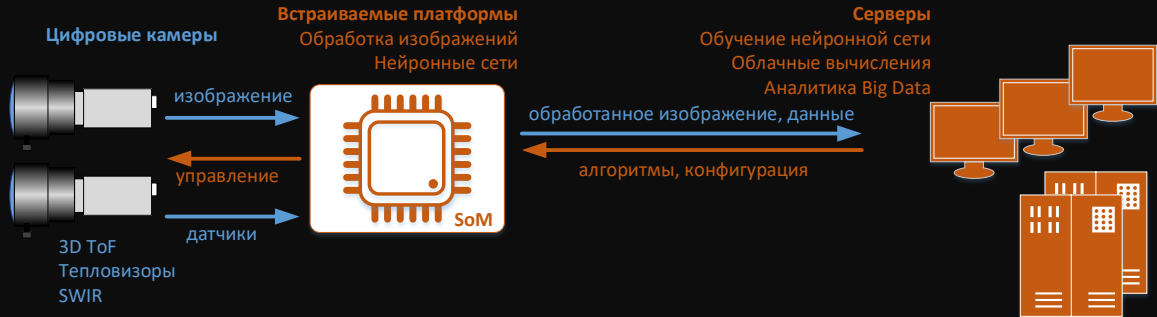 Цифровые камеры
изображение
управление
датчики
3D ToF
Тепловизоры
SWIR
Встраиваемые платформы
Обработка изображений
Нейронные сети
SoM
обработанное изображение, данные
алгоритмы, конфигурация
Серверы
Обучение нейронной сети
Облачные вычисления
Аналитика Big Data